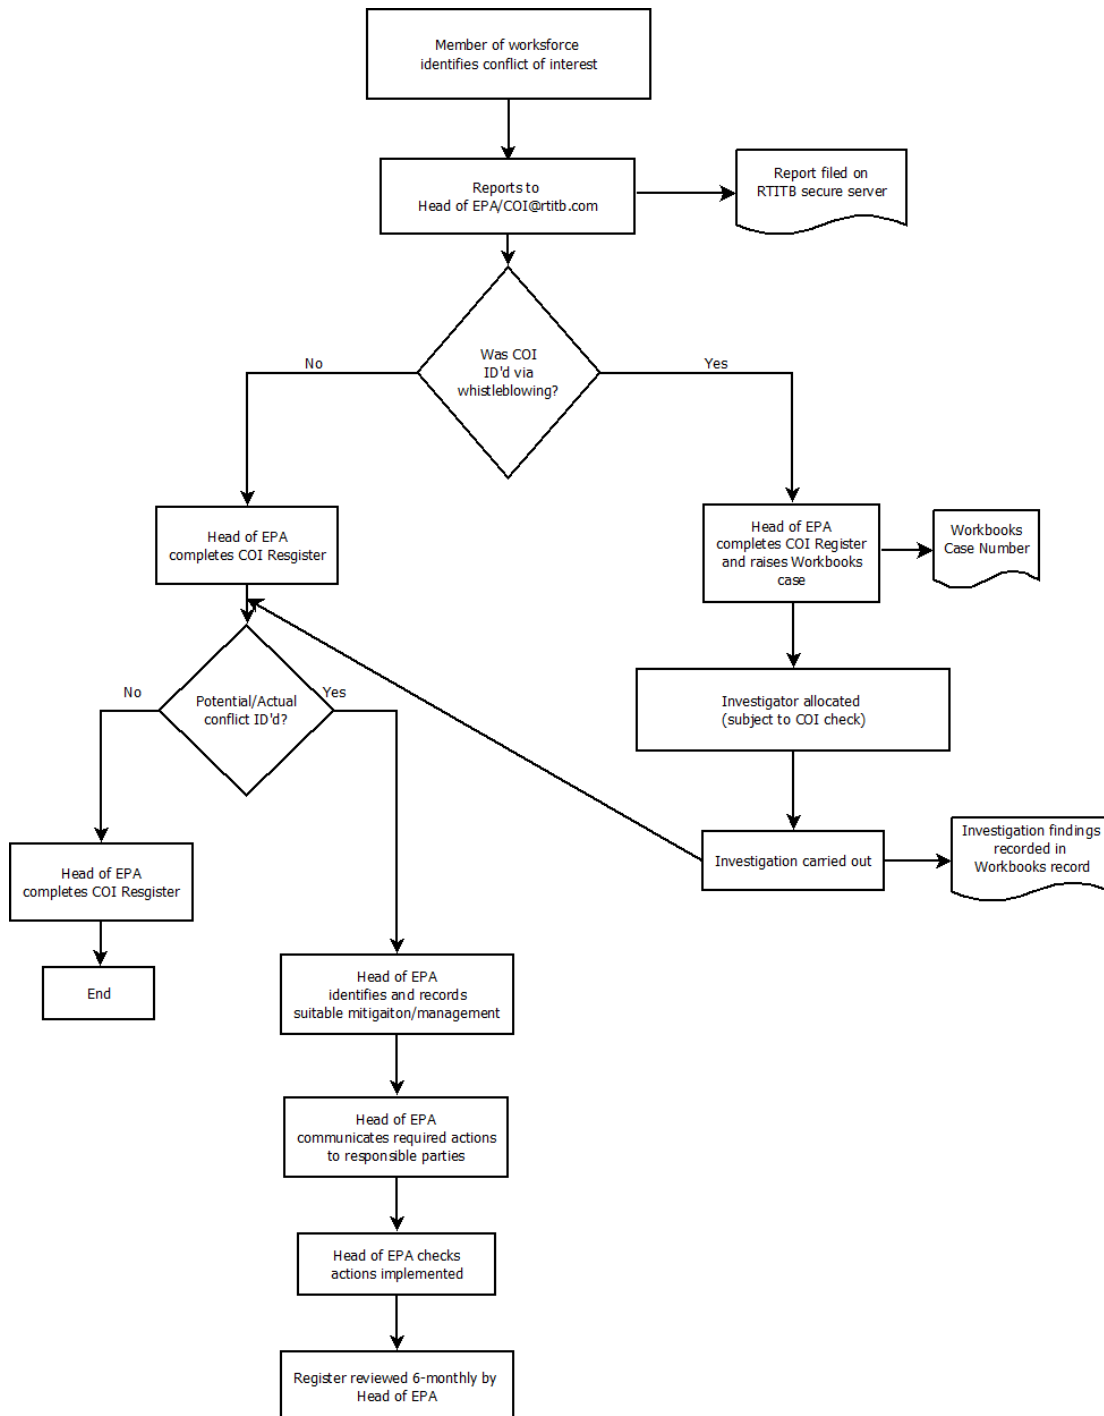 Member of worksforce
identifies conflict of interest
Reports to
Head of EPA/COI@rtitb.com
Report filed on
RTITB secure server
Was COI
ID'd via
whistleblowing?
No
Yes
Head of EPA
completes COI Resgister
Head of EPA
completes COI Register
and raises Workbooks
case
Workbooks
Case Number
Potential/Actual
conflict ID'd?
No
Yes
Investigator allocated
(subject to COI check)
Investigation carried out
Investigation findings
recorded in
Workbooks record
Head of EPA
completes COI Resgister
End
Head of EPA
identifies and records
suitable mitigaiton/management
Head of EPA
communicates required actions
to responsible parties
Head of EPA checks
actions implemented
Register reviewed 6-monthly by
Head of EPA